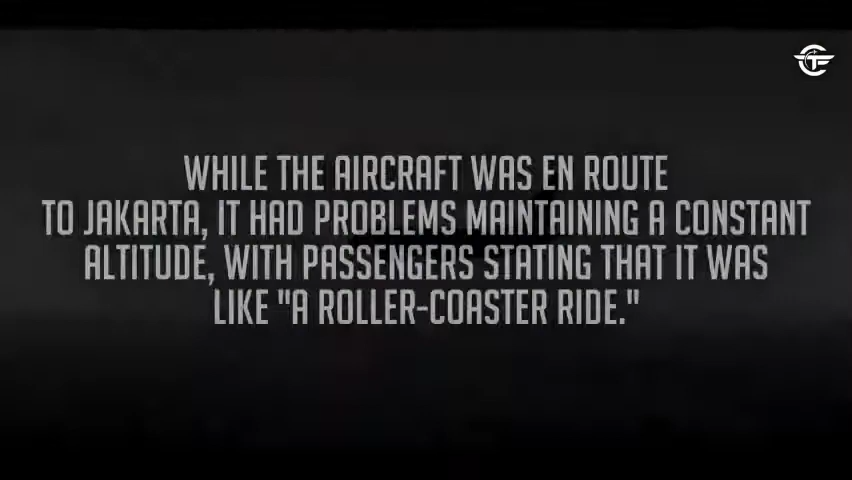 WHILE THE AIRCRAFT WAS EN ROUTE
TO JAKARTA, IT HAD PROBLEMS MAINTAINING A CONSTANT
ALTITUDE, WITH PASSENGERS STATING THAT IT WAS
LIKE "A ROLLER-COASTER RIDE."